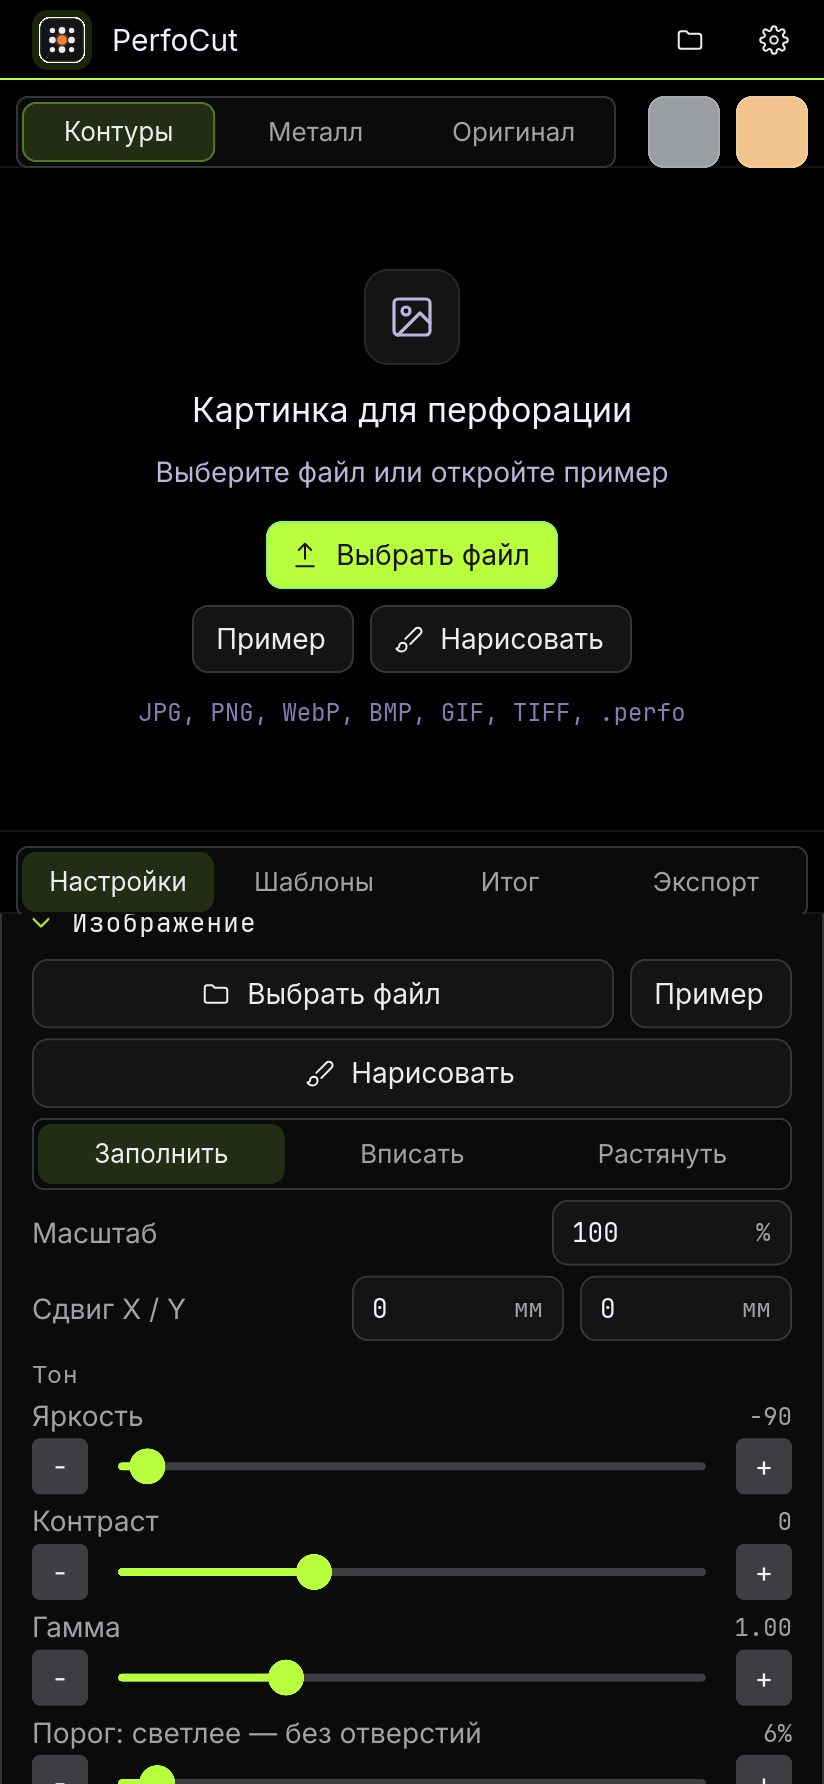 PerfoCut
Контуры Металл Оригинал
Картинка для перфорации
Выберите файл или откройте пример
Выбрать файл
Пример Нарисовать
JPG, PNG, WebP, BMP, GIF, TIFF, .perfo
Настройки Шаблоны Итог Экспорт
Изображение
Выбрать файл Пример
Нарисовать
Заполнить Вписать Растянуть
Масштаб 100 %
Сдвиг X / Y 0 мм 0 мм
Тон
Яркость -90
- +
Контраст 0
- +
Гамма 1.00
- +
Порог: светлее — без отверстий 6%
- +